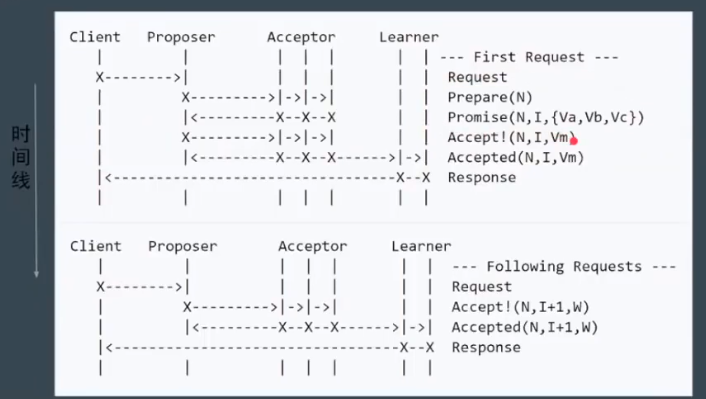 时间线
Client Proposer Acceptor Learner
| | | | | | | --- First Request ---
X-------->| | | | | | Request
| X--------->|->|->| | | Prepare(N)
| |<---------X--X--X | | Promise(N,I,{Va,Vb,Vc})
| X--------->|->|->| | | Accept!(N,I,Vm)
| |<---------X--X--X------>|->| Accepted(N,I,Vm)
|<---------------------------------X--X Response
| | | | | | |
Client Proposer Acceptor Learner
| | | | | | | --- Following Requests ---
X-------->| | | | | | Request
| X--------->|->|->| | | Accept!(N,I+1,W)
| |<---------X--X--X------>|->| Accepted(N,I+1,W)
|<---------------------------------X--X Response
| | | | | | |